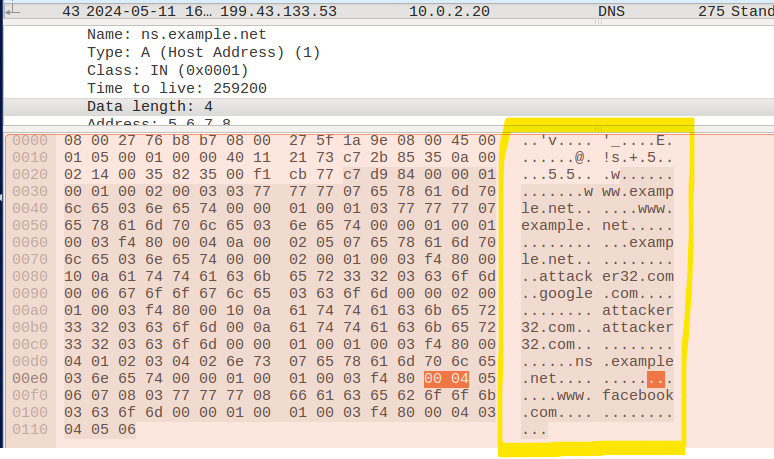 43 2024-05-11 16… 199.43.133.53 10.0.2.20 DNS 275 Stand
Name: ns.example.net
Type: A (Host Address) (1)
Class: IN (0x0001)
Time to live: 259200
Data length: 4
Address: 5.6.7.8
0000 08 00 27 76 b8 b7 08 00 27 5f 1a 9e 08 00 45 00 ..'v.... '_....E.
0010 01 05 00 01 00 00 40 11 21 73 c7 2b 85 35 0a 00 ......@. !s.+.5..
0020 02 14 00 35 82 35 00 f1 cb 77 c7 d9 84 00 00 01 ...5.5.. .w......
0030 00 01 00 02 00 03 03 77 77 77 07 65 78 61 6d 70 .......w ww.examp
0040 6c 65 03 6e 65 74 00 00 01 00 01 03 77 77 77 07 le.net.. ....www.
0050 65 78 61 6d 70 6c 65 03 6e 65 74 00 00 01 00 01 example. net.....
0060 00 03 f4 80 00 04 0a 00 02 05 07 65 78 61 6d 70 ........ ...examp
0070 6c 65 03 6e 65 74 00 00 02 00 01 00 03 f4 80 00 le.net.. ........
0080 10 0a 61 74 74 61 63 6b 65 72 33 32 03 63 6f 6d ..attack er32.com
0090 00 06 67 6f 6f 67 6c 65 03 63 6f 6d 00 00 02 00 ..google .com....
00a0 01 00 03 f4 80 00 10 0a 61 74 74 61 63 6b 65 72 ........ attacker
00b0 33 32 03 63 6f 6d 00 0a 61 74 74 61 63 6b 65 72 32.com.. attacker
00c0 33 32 03 63 6f 6d 00 00 01 00 01 00 03 f4 80 00 32.com.. ........
00d0 04 01 02 03 04 02 6e 73 07 65 78 61 6d 70 6c 65 ......ns .example
00e0 03 6e 65 74 00 00 01 00 01 00 03 f4 80 00 04 05 .net.... ........
00f0 06 07 08 03 77 77 77 08 66 61 63 65 62 6f 6f 6b ....www. facebook
0100 03 63 6f 6d 00 00 01 00 01 00 03 f4 80 00 04 03 .com.... ........
0110 04 05 06 ...